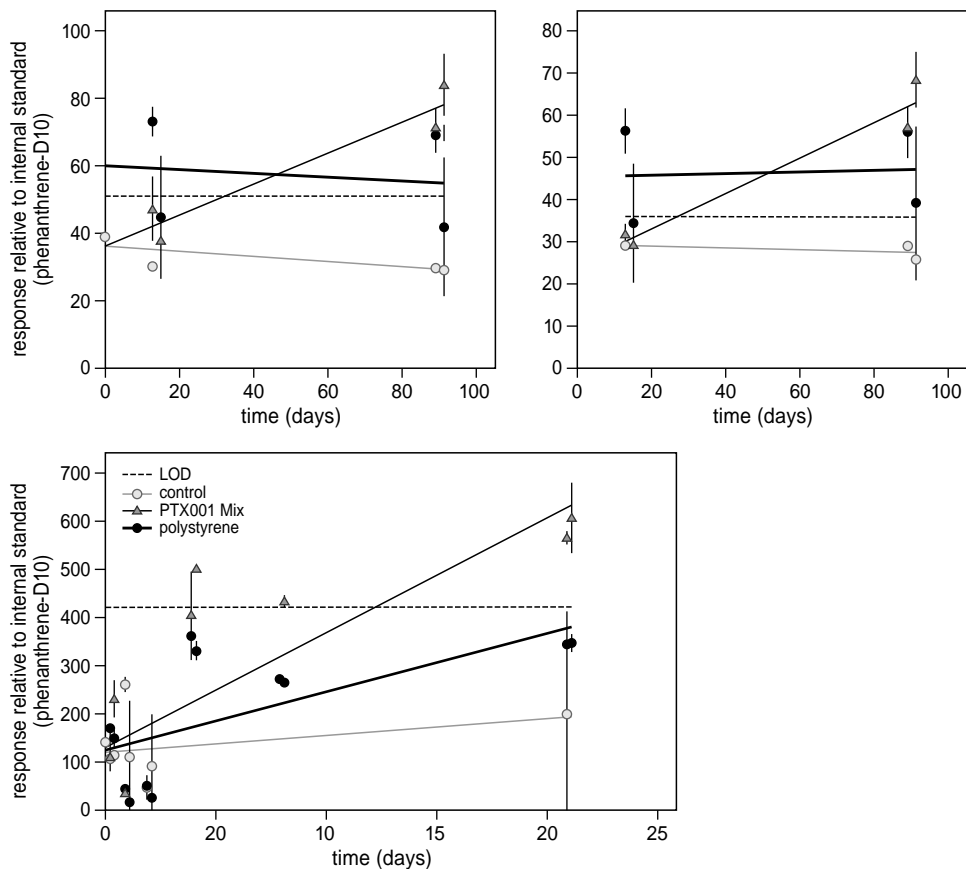 response relative to internal standard
(phenanthrene-D10)
100
80
60
40
20
0
0 20 40 60 80 100
time (days)
80
70
60
50
40
30
20
10
0
0 20 40 60 80 100
time (days)
response relative to internal standard
(phenanthrene-D10)
700
600
500
400
300
200
100
0
LOD
control
PTX001 Mix
polystyrene
0 20 10 15 20 25
time (days)